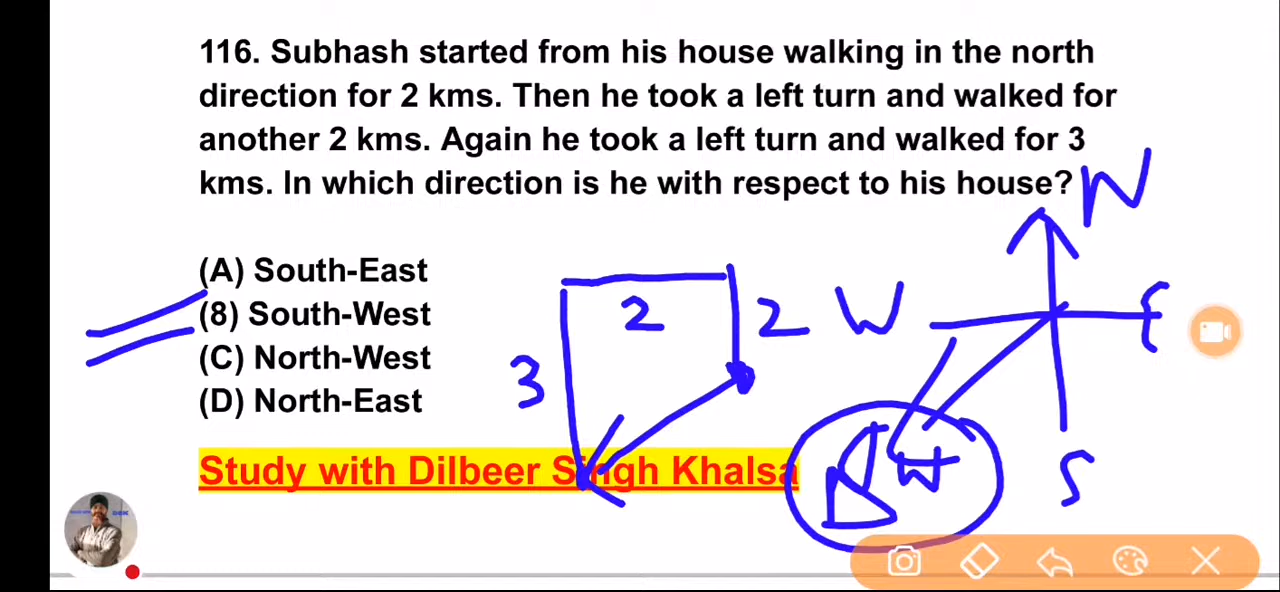 116. Subhash started from his house walking in the north
direction for 2 kms. Then he took a left turn and walked for
another 2 kms. Again he took a left turn and walked for 3
kms. In which direction is he with respect to his house?
N
(A) South-East
(8) South-West
(C) North-West
(D) North-East
2
2
3
W
E
S
Study with Dilbeer Singh Khalsa